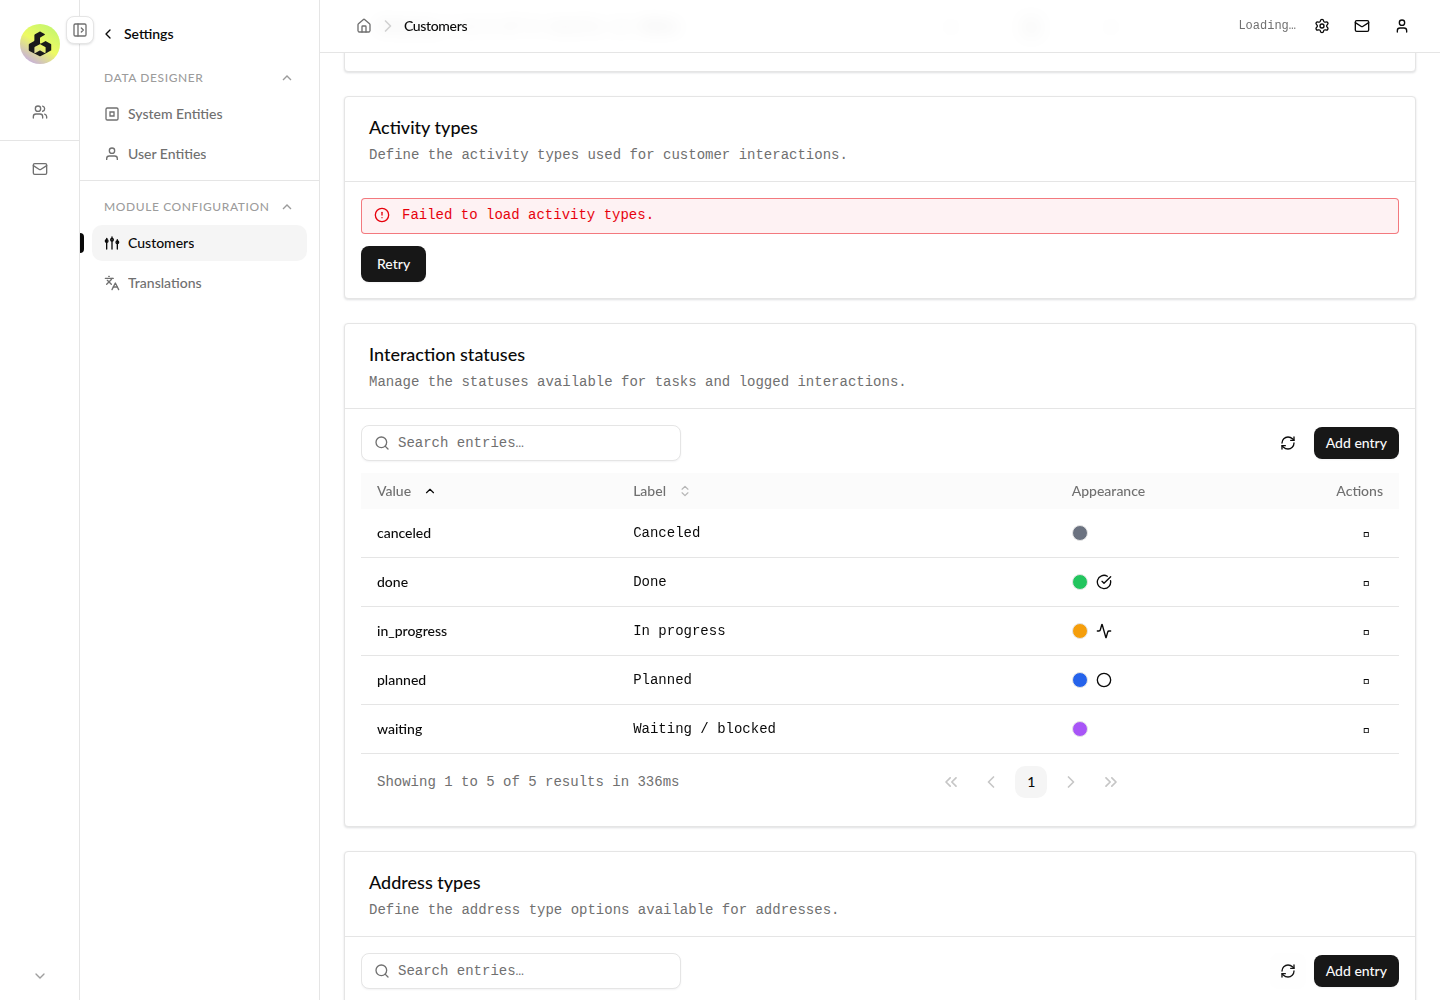 Settings
DATA DESIGNER
System Entities
User Entities
MODULE CONFIGURATION
Customers
Translations
Customers
Loading…
Activity types
Define the activity types used for customer interactions.
Failed to load activity types.
Retry
Interaction statuses
Manage the statuses available for tasks and logged interactions.
Search entries…
Add entry
Value Label Appearance Actions
canceled Canceled
done Done
in_progress In progress
planned Planned
waiting Waiting / blocked
Showing 1 to 5 of 5 results in 336ms
1
Address types
Define the address type options available for addresses.
Search entries…
Add entry